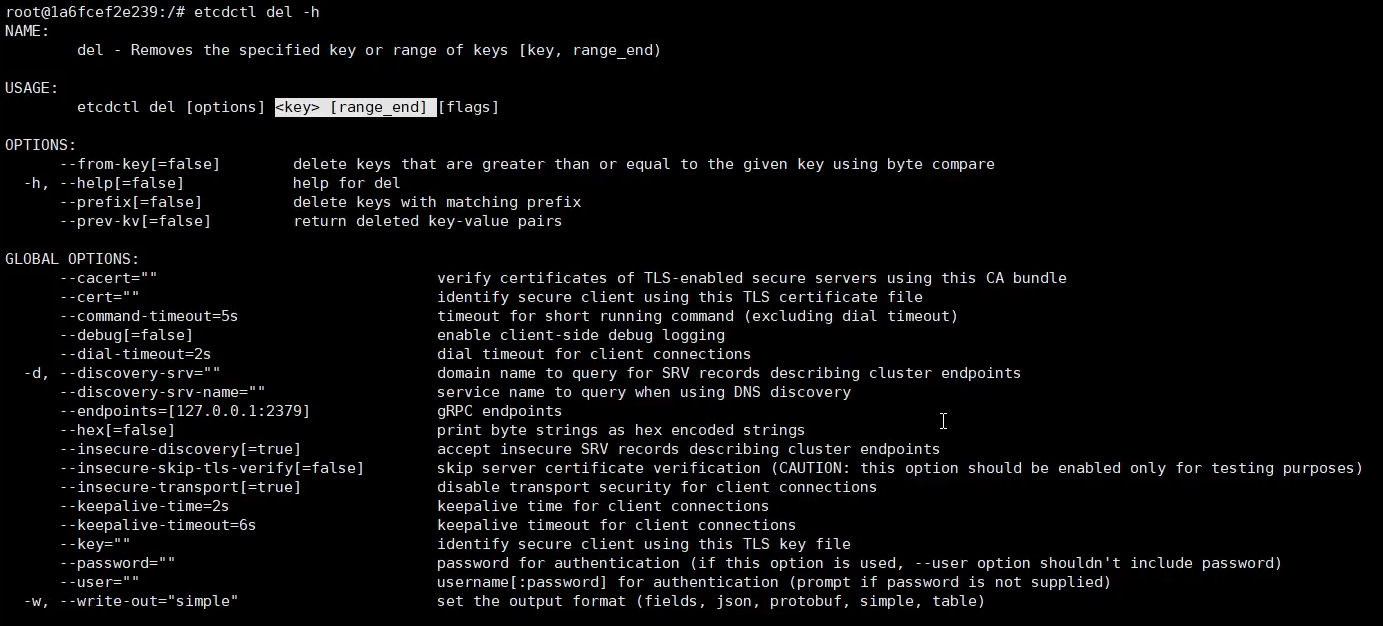 root@1a6fcef2e239:/# etcdctl del -h
NAME:
        del - Removes the specified key or range of keys [key, range_end)

USAGE:
        etcdctl del [options] <key> [range_end] [flags]

OPTIONS:
      --from-key[=false]        delete keys that are greater than or equal to the given key using byte compare
  -h, --help[=false]            help for del
      --prefix[=false]          delete keys with matching prefix
      --prev-kv[=false]         return deleted key-value pairs

GLOBAL OPTIONS:
      --cacert=""                               verify certificates of TLS-enabled secure servers using this CA bundle
      --cert=""                                 identify secure client using this TLS certificate file
      --command-timeout=5s                      timeout for short running command (excluding dial timeout)
      --debug[=false]                           enable client-side debug logging
      --dial-timeout=2s                         dial timeout for client connections
  -d, --discovery-srv=""                        domain name to query for SRV records describing cluster endpoints
      --discovery-srv-name=""                   service name to query when using DNS discovery
      --endpoints=[127.0.0.1:2379]              gRPC endpoints
      --hex[=false]                             print byte strings as hex encoded strings
      --insecure-discovery[=true]               accept insecure SRV records describing cluster endpoints
      --insecure-skip-tls-verify[=false]        skip server certificate verification (CAUTION: this option should be enabled only for testing purposes)
      --insecure-transport[=true]               disable transport security for client connections
      --keepalive-time=2s                       keepalive time for client connections
      --keepalive-timeout=6s                    keepalive timeout for client connections
      --key=""                                  identify secure client using this TLS key file
      --password=""                             password for authentication (if this option is used, --user option shouldn't include password)
      --user=""                                 username[:password] for authentication (prompt if password is not supplied)
  -w, --write-out="simple"                      set the output format (fields, json, protobuf, simple, table)